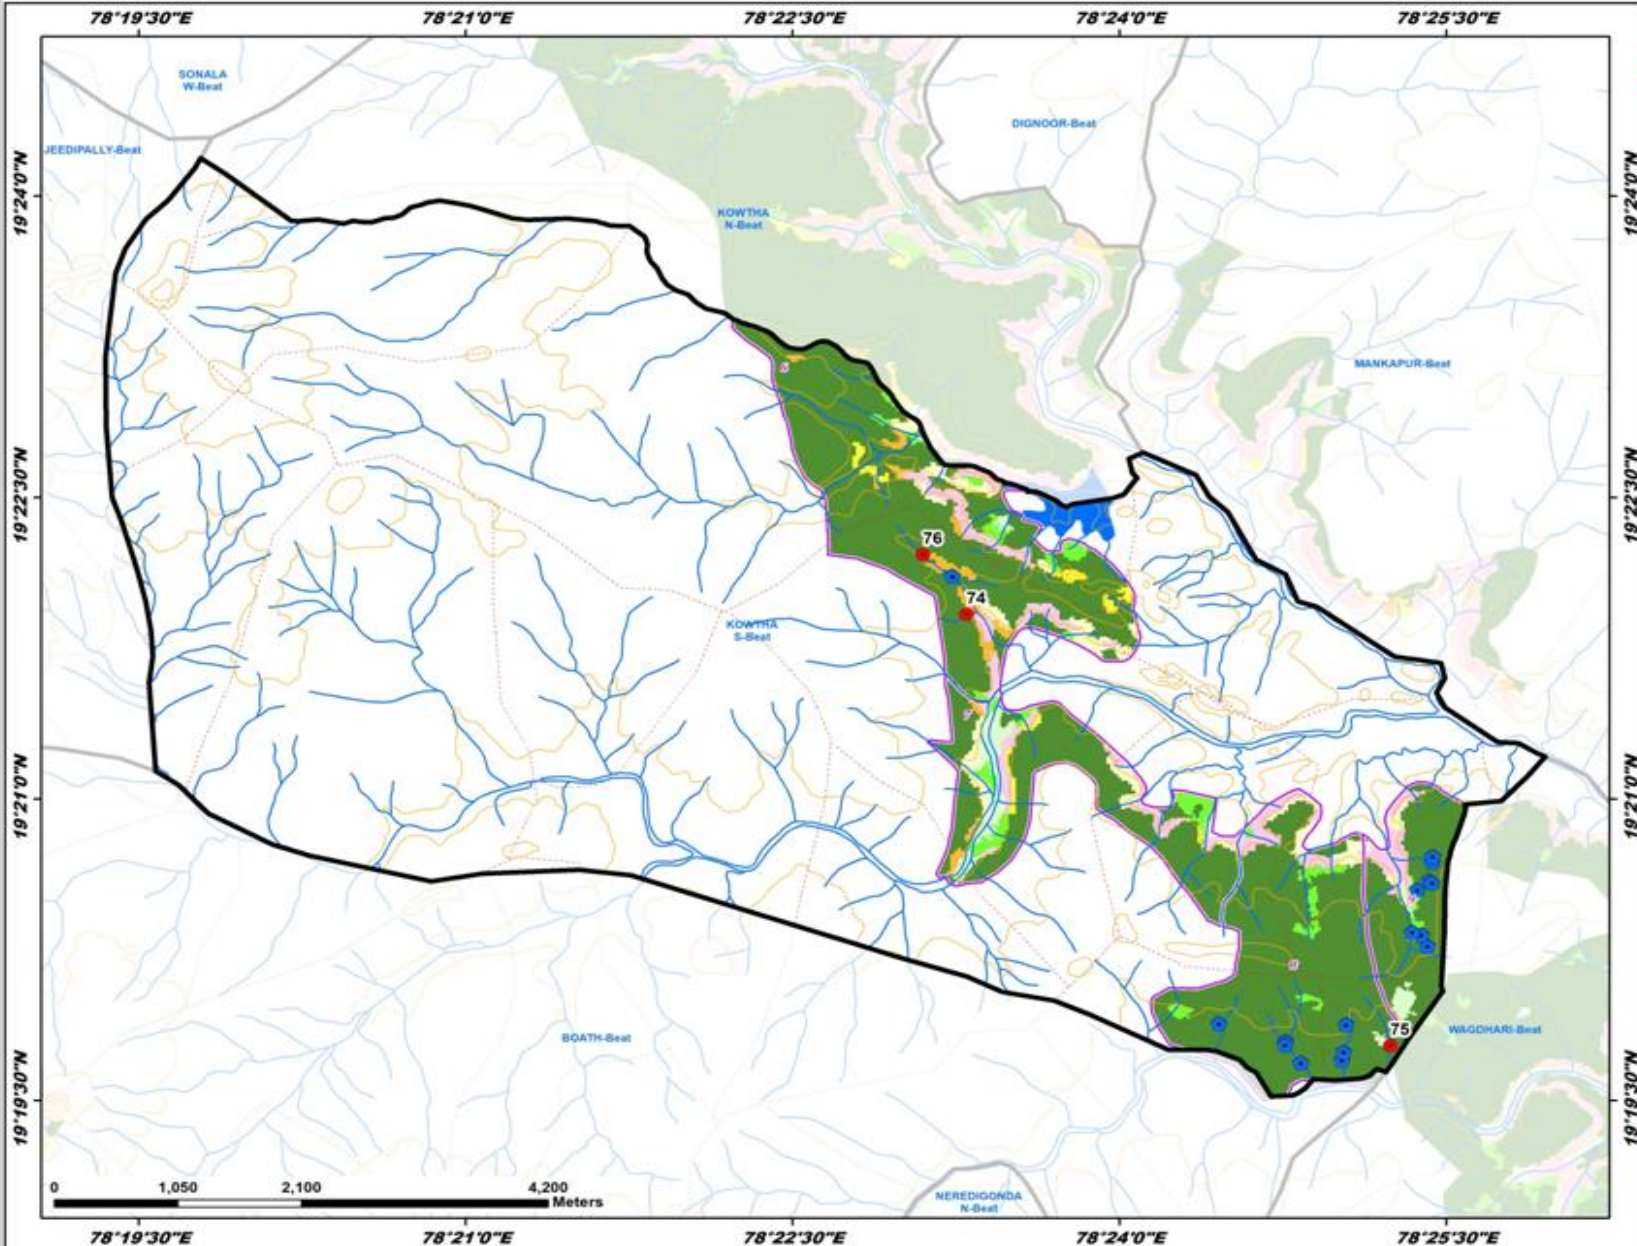 78°19'30"E 78°21'0"E 78°22'30"E 78°24'0"E 78°25'30"E
SONALA
W-Beat
DIGNOOR-Beat
JEEDIPALLY-Beat
19°24'0"N 19°24'0"N
KOWTHA
N-Beat
MANKAPUR-Beat
19°22'30"N 19°22'30"N
76
74
KOWTHA
S-Beat
19°21'0"N 19°21'0"N
75
WAGDHARI-Beat
BOATH-Beat
19°19'30"N 19°19'30"N
0 1,050 2,100 4,200
Meters
NEREDIGONDA
N-Beat
78°19'30"E 78°21'0"E 78°22'30"E 78°24'0"E 78°25'30"E